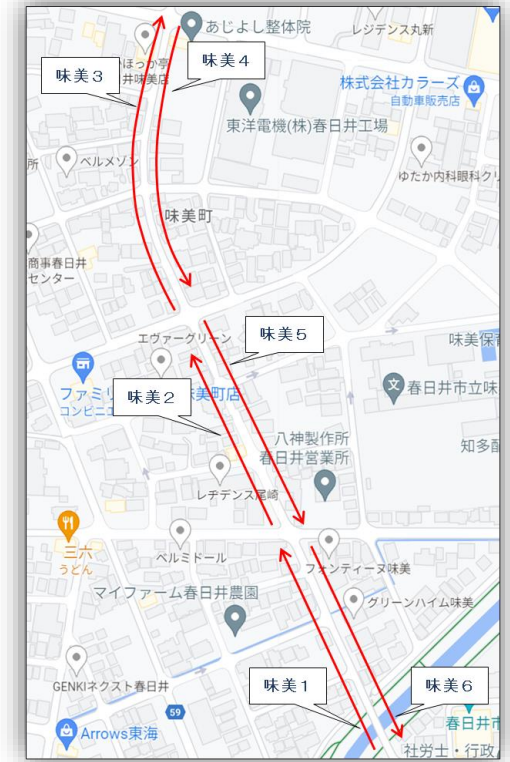 あじよし整体院
レジデンス丸新
ほっか亭
井味美店
味美3
味美4
株式会社カラーズ
自動車販売店
東洋電機(株)春日井工場
所
ベルメゾン
ゆたか内科眼科クリ
味美町
商事春日井
センター
エヴァーグリーン
味美5
味美保育
ファミリ
コンビニエ
味美2
美町店
春日井市立味
八神製作所
春日井営業所
知多
レヂデンス尾崎
三六
うどん
ベルミドール
フォンティーヌ味美
マイファーム春日井農園
グリーンハイム味美
GENKIネクスト春日井
味美1
味美6
59
Arrows東海
春日井市
社労士・行政